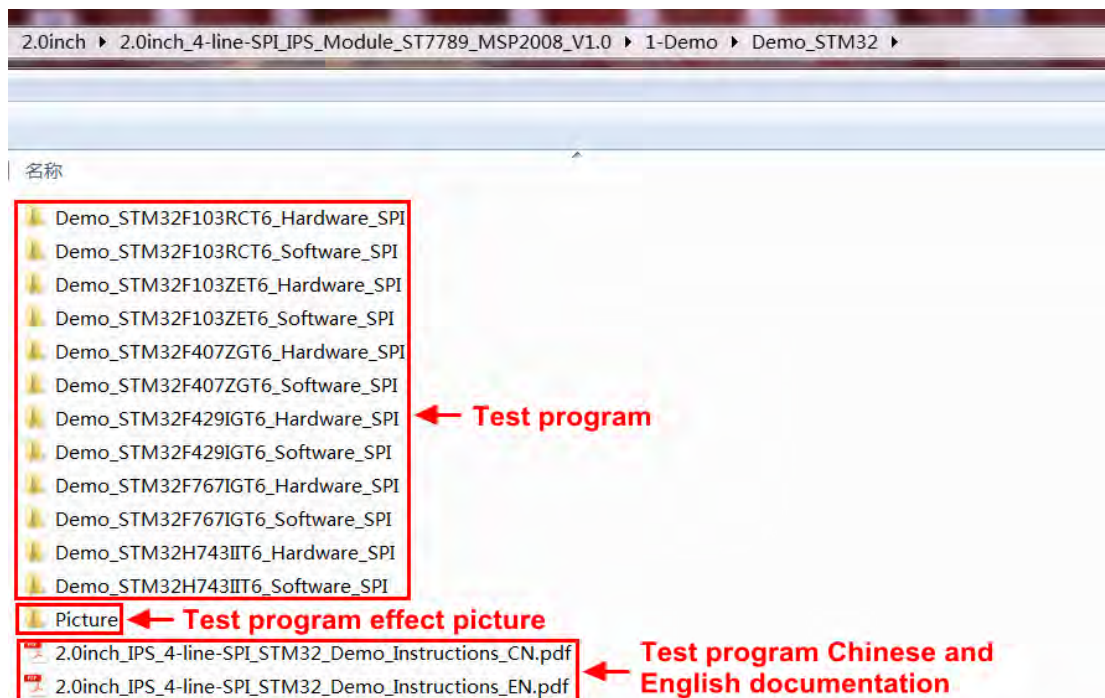 2.0inch ▸ 2.0inch_4-line-SPI_IPS_Module_ST7789_MSP2008_V1.0 ▸ 1-Demo ▸ Demo_STM32 ▸
名称
Demo_STM32F103RCT6_Hardware_SPI
Demo_STM32F103RCT6_Software_SPI
Demo_STM32F103ZET6_Hardware_SPI
Demo_STM32F103ZET6_Software_SPI
Demo_STM32F407ZGT6_Hardware_SPI
Demo_STM32F407ZGT6_Software_SPI
Demo_STM32F429IGT6_Hardware_SPI
Test program
Demo_STM32F429IGT6_Software_SPI
Demo_STM32F767IGT6_Hardware_SPI
Demo_STM32F767IGT6_Software_SPI
Demo_STM32H743IIT6_Hardware_SPI
Demo_STM32H743IIT6_Software_SPI
Picture
Test program effect picture
2.0inch_IPS_4-line-SPI_STM32_Demo_Instructions_CN.pdf
2.0inch_IPS_4-line-SPI_STM32_Demo_Instructions_EN.pdf
Test program Chinese and
English documentation